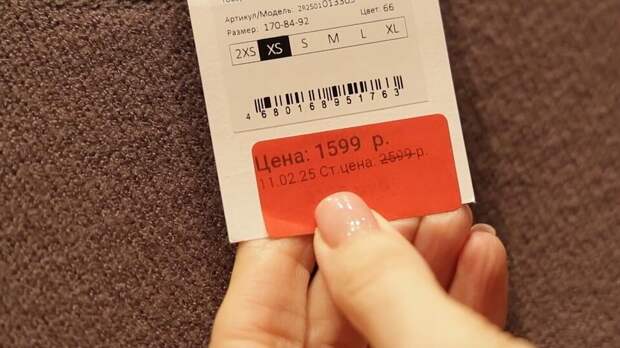 Артикул/Модель: 2R2501013305
Размер: 170-84-92 Цвет: 66
2XS XS S M L XL
4680168951763
Цена: 1599 р.
11.02.25 Ст.цена: 2599 р.